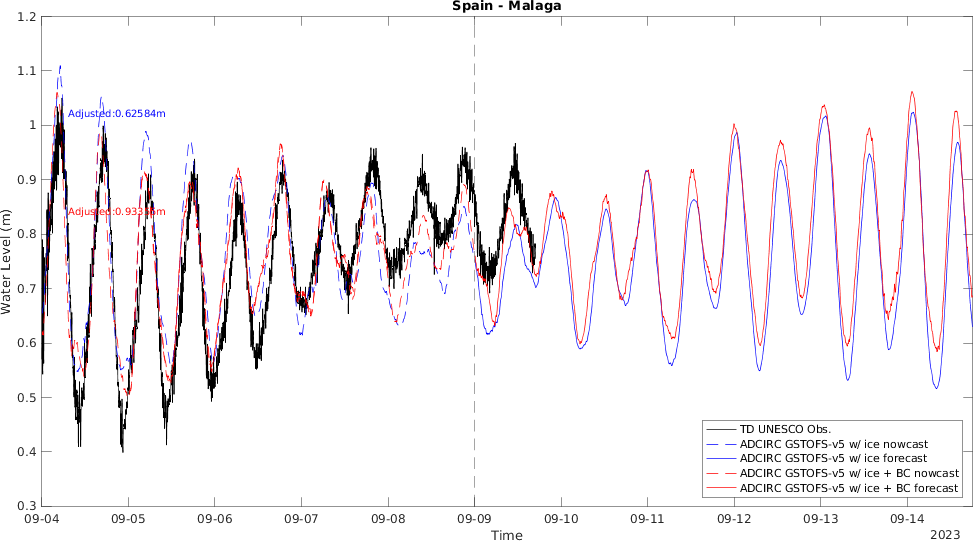 Spain - Malaga
1.2
1.1
1
0.9
0.8
0.7
0.6
0.5
0.4
0.3
Water Level (m)
Adjusted:0.62584m
09-04
09-05
09-06
09-07
09-08
09-09
09-10
09-11
09-12
09-13
09-14
Time
2023
TD UNESCO Obs.
ADCIRC GSTOFS-v5 w/ ice nowcast
ADCIRC GSTOFS-v5 w/ ice forecast
ADCIRC GSTOFS-v5 w/ ice + BC nowcast
ADCIRC GSTOFS-v5 w/ ice + BC forecast